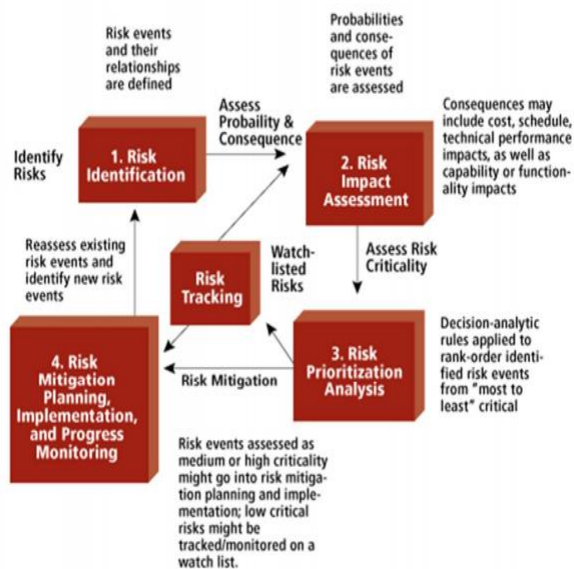 Risk events
and their
relationships
are defined
Probabilities
and conse-
quences of
risk events
are assessed
Identify
Risks
1. Risk
Identification
Assess
Probaility &
Consequence
2. Risk
Impact
Assessment
Consequences may
include cost, schedule,
technical performance
impacts, as well as
capability or function-
ality impacts
Reassess existing
risk events and
identify new risk
events
Risk
Tracking
Watch-
listed
Risks
Assess Risk
Criticality
4. Risk
Mitigation
Planning,
Implementation,
and Progress
Monitoring
Risk Mitigation
3. Risk
Prioritization
Analysis
Decision-analytic
rules applied to
rank-order identi-
fied risk events
from "most to
least" critical
Risk events assessed as
medium or high criticality
might go into risk mitiga-
tion planning and imple-
mentation; low critical
risks might be
tracked/monitored on a
watch list.